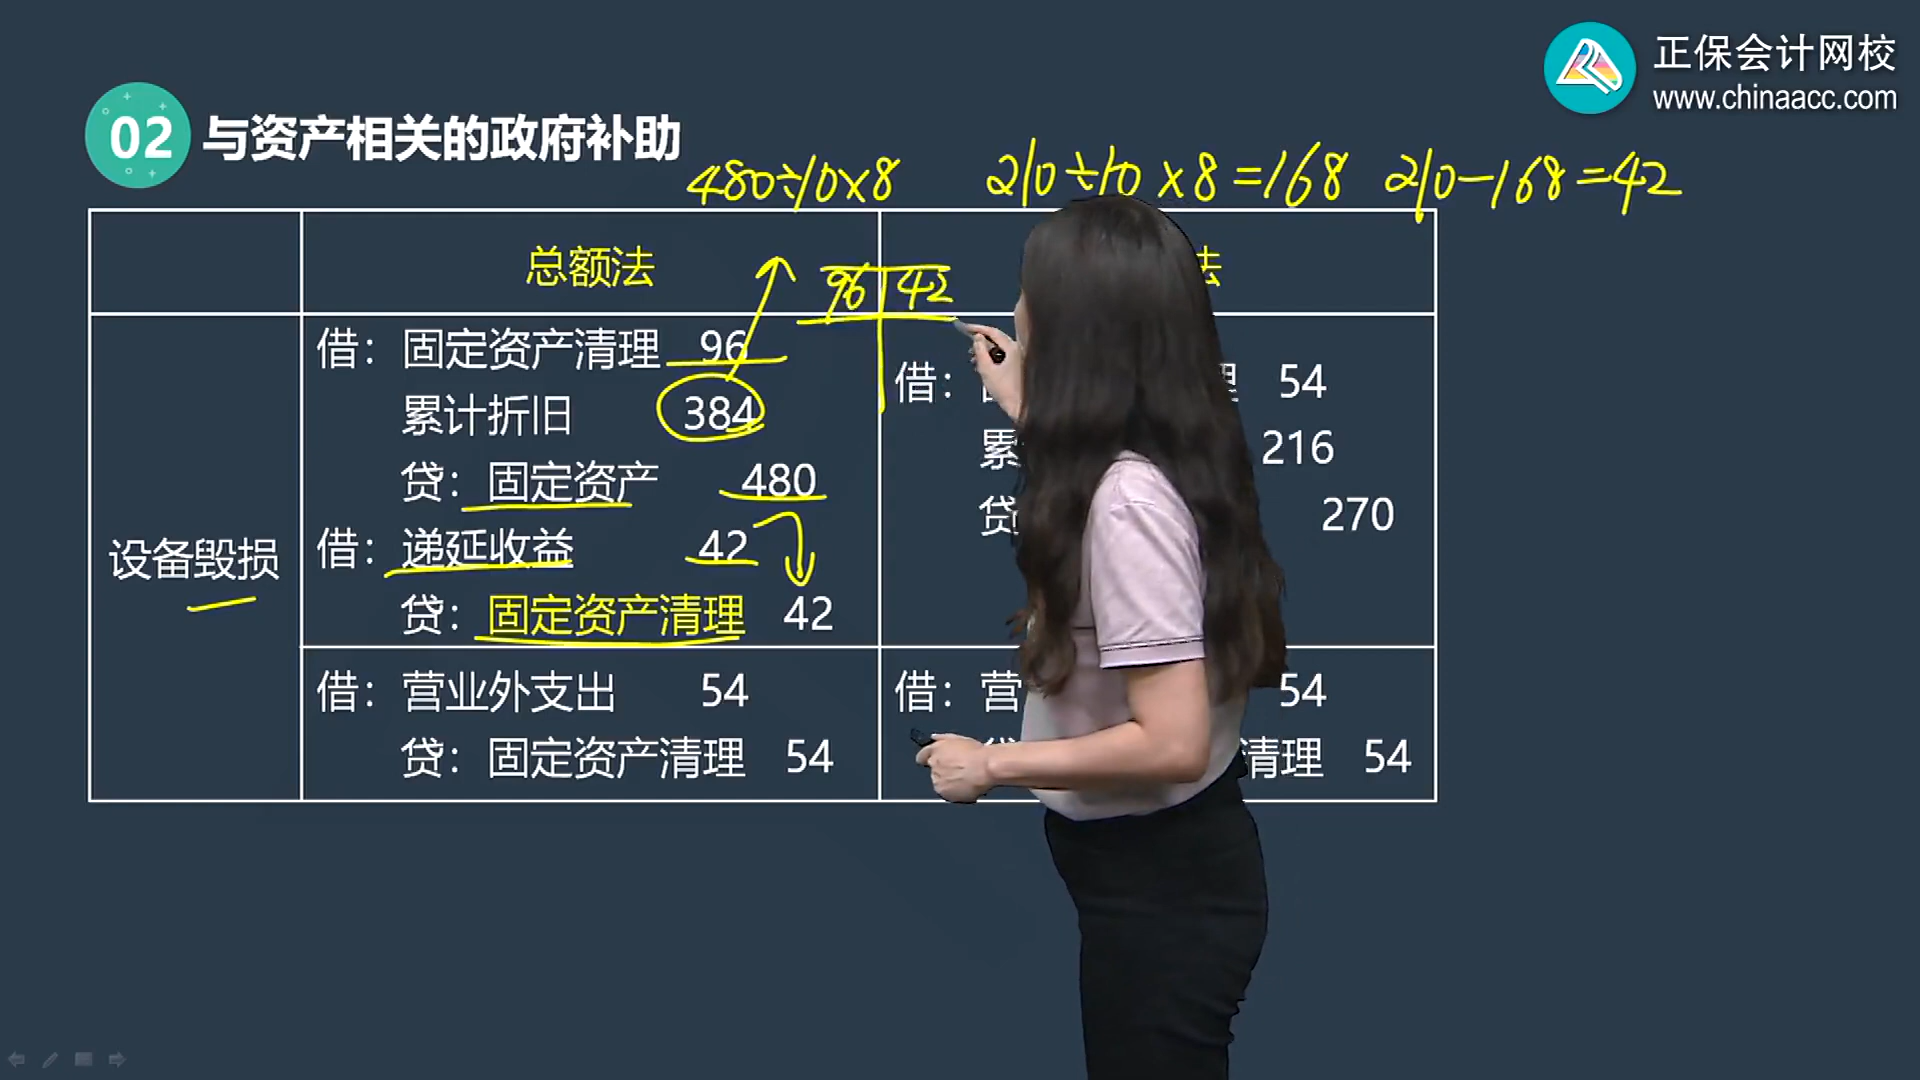 正保会计网校
www.chinaacc.com
02 与资产相关的政府补助
480÷10×8 210÷10×8=168 210-168=42
总额法 法
96 42
借：固定资产清理 96
累计折旧 384
贷：固定资产 480
借：递延收益 42
贷：固定资产清理 42
设备毁损
借： 理 54
累 216
贷 270
借：营业外支出 54
贷：固定资产清理 54
借：营 54
清理 54